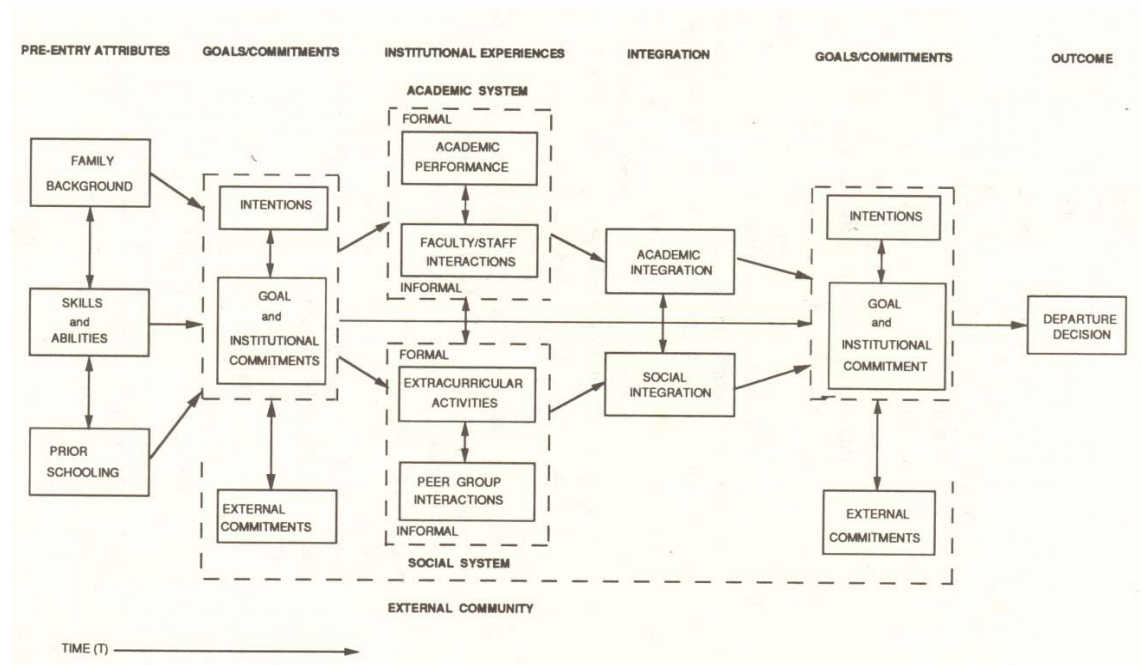 PRE-ENTRY ATTRIBUTES
GOALS/COMMITMENTS
INSTITUTIONAL EXPERIENCES
INTEGRATION
GOALS/COMMITMENTS
OUTCOME
ACADEMIC SYSTEM
FORMAL
ACADEMIC
PERFORMANCE
FACULTY/STAFF
INTERACTIONS
INFORMAL
FAMILY
BACKGROUND
SKILLS
and
ABILITIES
PRIOR
SCHOOLING
INTENTIONS
GOAL
and
INSTITUTIONAL
COMMITMENTS
EXTERNAL
COMMITMENTS
FORMAL
EXTRACURRICULAR
ACTIVITIES
PEER GROUP
INTERACTIONS
INFORMAL
SOCIAL SYSTEM
ACADEMIC
INTEGRATION
SOCIAL
INTEGRATION
INTENTIONS
GOAL
and
INSTITUTIONAL
COMMITMENT
EXTERNAL
COMMITMENTS
DEPARTURE
DECISION
EXTERNAL COMMUNITY
TIME (T)